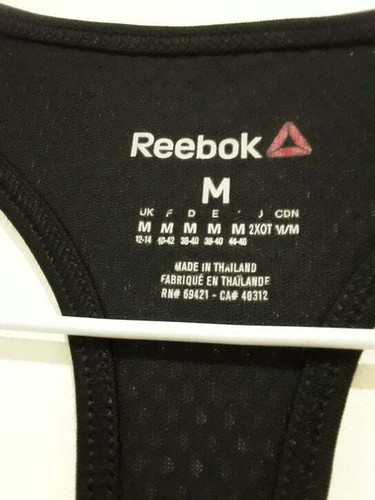 Reebok
M
UK F D E J CDN
M M M M M 2XOT M/M
12-14 40-42 38-40 38-40 44-46
MADE IN THAILAND
FABRIQUÉ EN THAÏLANDE
RN# 69421 - CA# 40312